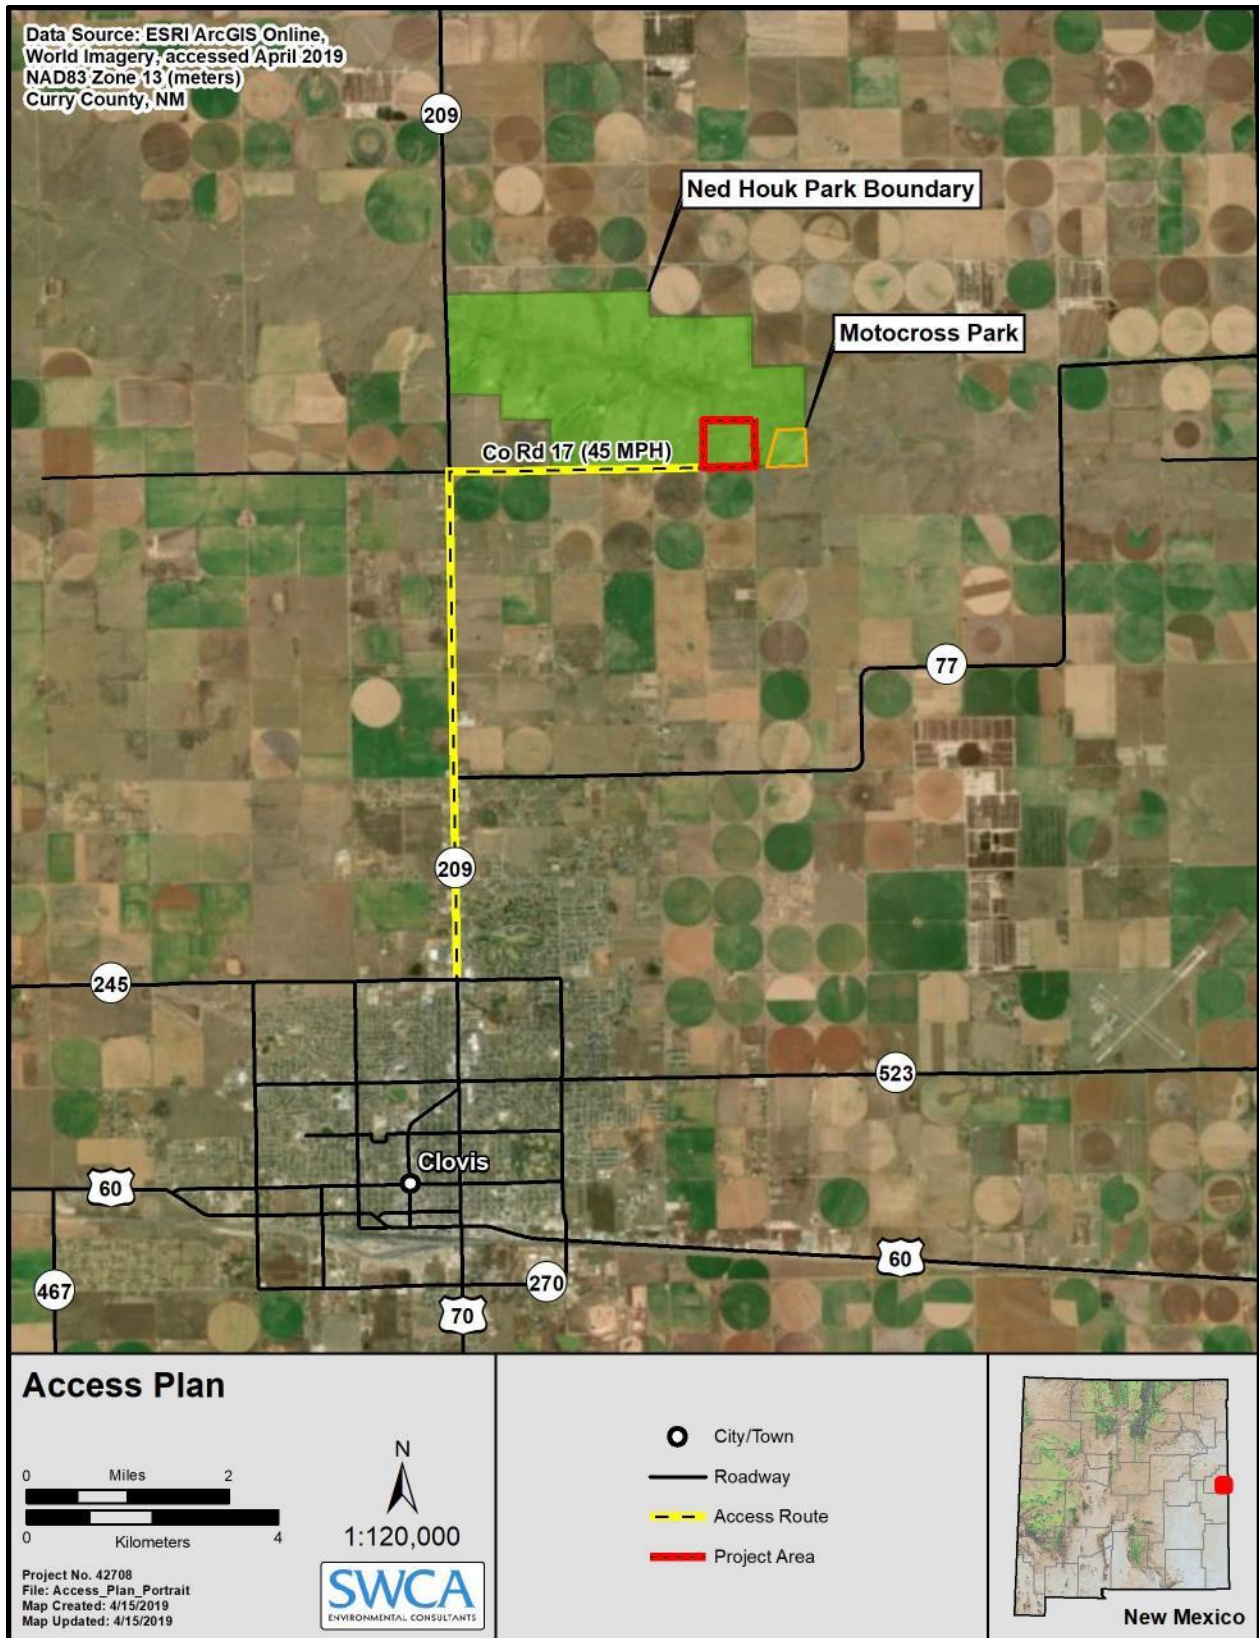 Data Source: ESRI ArcGIS Online,
World Imagery, accessed April 2019
NAD83 Zone 13 (meters)
Curry County, NM
209
Ned Houk Park Boundary
Motocross Park
Co Rd 17 (45 MPH)
77
209
245
523
Clovis
60
60
467
270
70
Access Plan
0 Miles 2
0 Kilometers 4
N
1:120,000
Project No. 42708
File: Access_Plan_Portrait
Map Created: 4/15/2019
Map Updated: 4/15/2019
SWCA
ENVIRONMENTAL CONSULTANTS
City/Town
Roadway
Access Route
Project Area
New Mexico